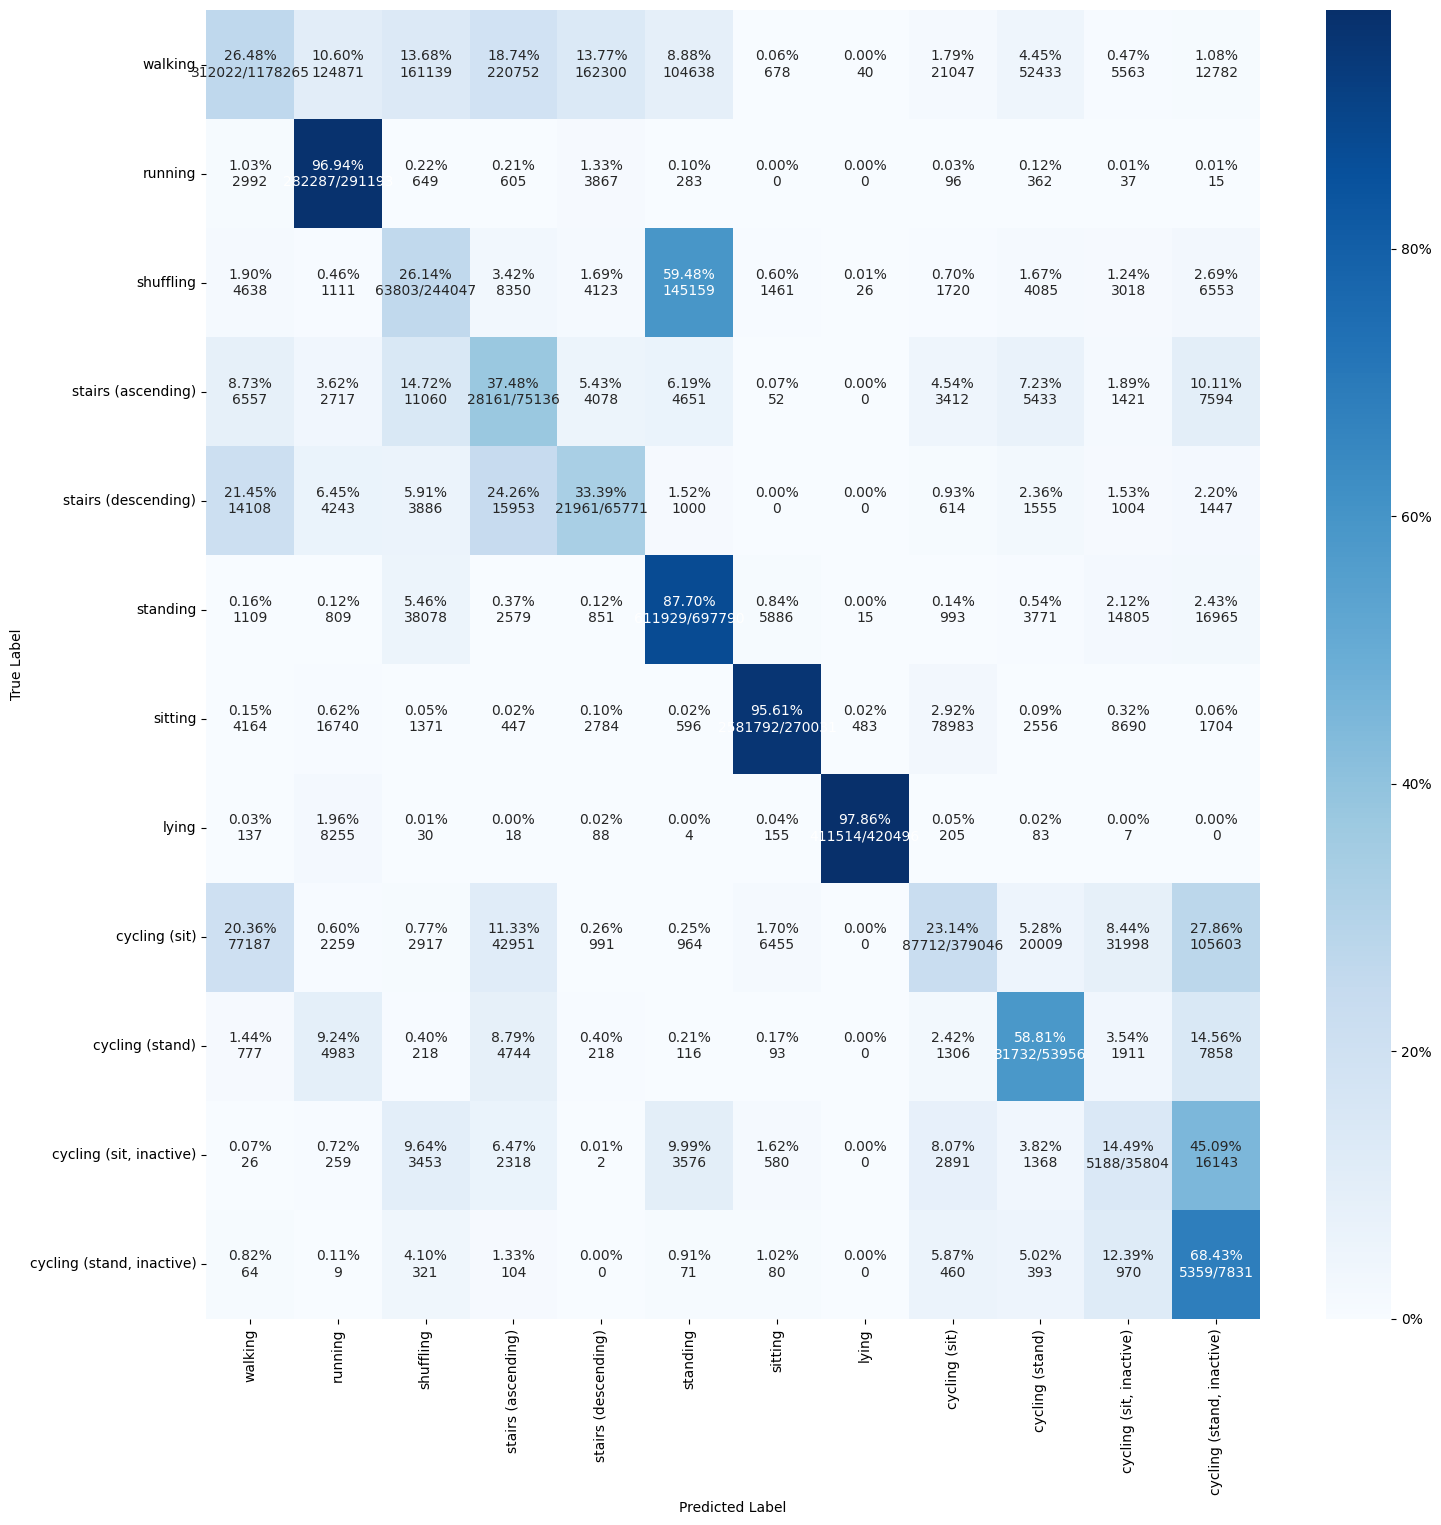 walking
26.48% 10.60% 13.68% 18.74% 13.77% 8.88% 0.06% 0.00% 1.79% 4.45% 0.47% 1.08%
312022/1178265 124871 161139 220752 162300 104638 678 40 21047 52433 5563 12782
running
1.03% 96.94% 0.22% 0.21% 1.33% 0.10% 0.00% 0.00% 0.03% 0.12% 0.01% 0.01%
2992 649 605 3867 283 0 0 96 362 37 15
80%
shuffling
1.90% 0.46% 26.14% 3.42% 1.69% 59.48% 0.60% 0.01% 0.70% 1.67% 1.24% 2.69%
4638 1111 63803/244047 8350 4123 145159 1461 26 1720 4085 3018 6553
stairs (ascending)
8.73% 3.62% 14.72% 37.48% 5.43% 6.19% 0.07% 0.00% 4.54% 7.23% 1.89% 10.11%
6557 2717 11060 28161/75136 4078 4651 52 0 3412 5433 1421 7594
stairs (descending)
21.45% 6.45% 5.91% 24.26% 33.39% 1.52% 0.00% 0.00% 0.93% 2.36% 1.53% 2.20%
14108 4243 3886 15953 21961/65771 1000 0 0 614 1555 1004 1447
60%
standing
0.16% 0.12% 5.46% 0.37% 0.12% 87.70% 0.84% 0.00% 0.14% 0.54% 2.12% 2.43%
1109 809 38078 2579 851 5886 15 993 3771 14805 16965
True Label
sitting
0.15% 0.62% 0.05% 0.02% 0.10% 0.02% 95.61% 0.02% 2.92% 0.09% 0.32% 0.06%
4164 16740 1371 447 2784 596 483 78983 2556 8690 1704
40%
lying
0.03% 1.96% 0.01% 0.00% 0.02% 0.00% 0.04% 97.86% 0.05% 0.02% 0.00% 0.00%
137 8255 30 18 88 4 155 205 83 7 0
cycling (sit)
20.36% 0.60% 0.77% 11.33% 0.26% 0.25% 1.70% 0.00% 23.14% 5.28% 8.44% 27.86%
77187 2259 2917 42951 991 964 6455 0 87712/379046 20009 31998 105603
cycling (stand)
1.44% 9.24% 0.40% 8.79% 0.40% 0.21% 0.17% 0.00% 2.42% 58.81% 3.54% 14.56%
777 4983 218 4744 218 116 93 0 1306 31732/53956 1911 7858
20%
cycling (sit, inactive)
0.07% 0.72% 9.64% 6.47% 0.01% 9.99% 1.62% 0.00% 8.07% 3.82% 14.49% 45.09%
26 259 3453 2318 2 3576 580 0 2891 1368 5188/35804 16143
cycling (stand, inactive)
0.82% 0.11% 4.10% 1.33% 0.00% 0.91% 1.02% 0.00% 5.87% 5.02% 12.39% 68.43%
64 9 321 104 0 71 80 0 460 393 970 5359/7831
0%
walking
running
shuffling
stairs (ascending)
stairs (descending)
standing
sitting
lying
cycling (sit)
cycling (stand)
cycling (sit, inactive)
cycling (stand, inactive)
Predicted Label